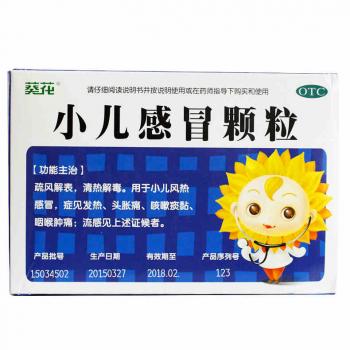 葵花
请仔细阅读说明书并按说明使用或在药师指导下购买和使用
OTC
小儿感冒颗粒
【功能主治】
疏风解表，清热解毒。用于小儿风热
感冒，症见发热、头胀痛、咳嗽痰黏、
咽喉肿痛；流感见上述证候者。
产品批号 生产日期 有效期至 产品序列号
15034502 20150327 2018.02. 123